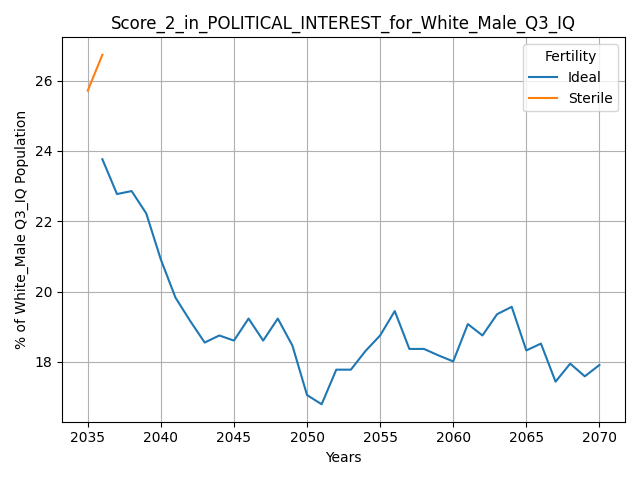 Score_2_in_POLITICAL_INTEREST_for_White_Male_Q3_IQ
Fertility
Ideal
Sterile
% of White_Male Q3_IQ Population
26
24
22
20
18
2035 2040 2045 2050 2055 2060 2065 2070
Years